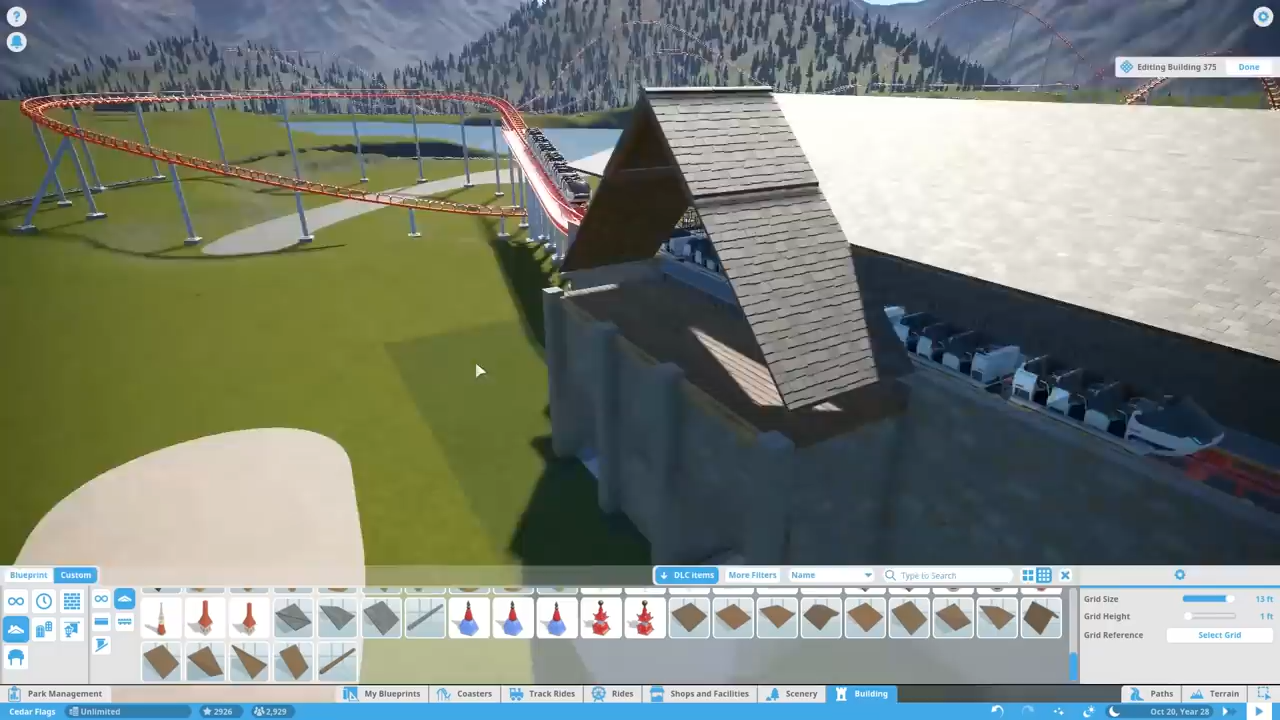 ?
Editing Building 375 Done
Blueprint Custom
DLC items More Filters Name Type to Search
Grid Size 13 ft
Grid Height 1 ft
Grid Reference Select Grid
Park Management My Blueprints Coasters Track Rides Rides Shops and Facilities Scenery Building Paths Terrain
Cedar Flags Unlimited 2926 2,929 Oct 20, Year 28